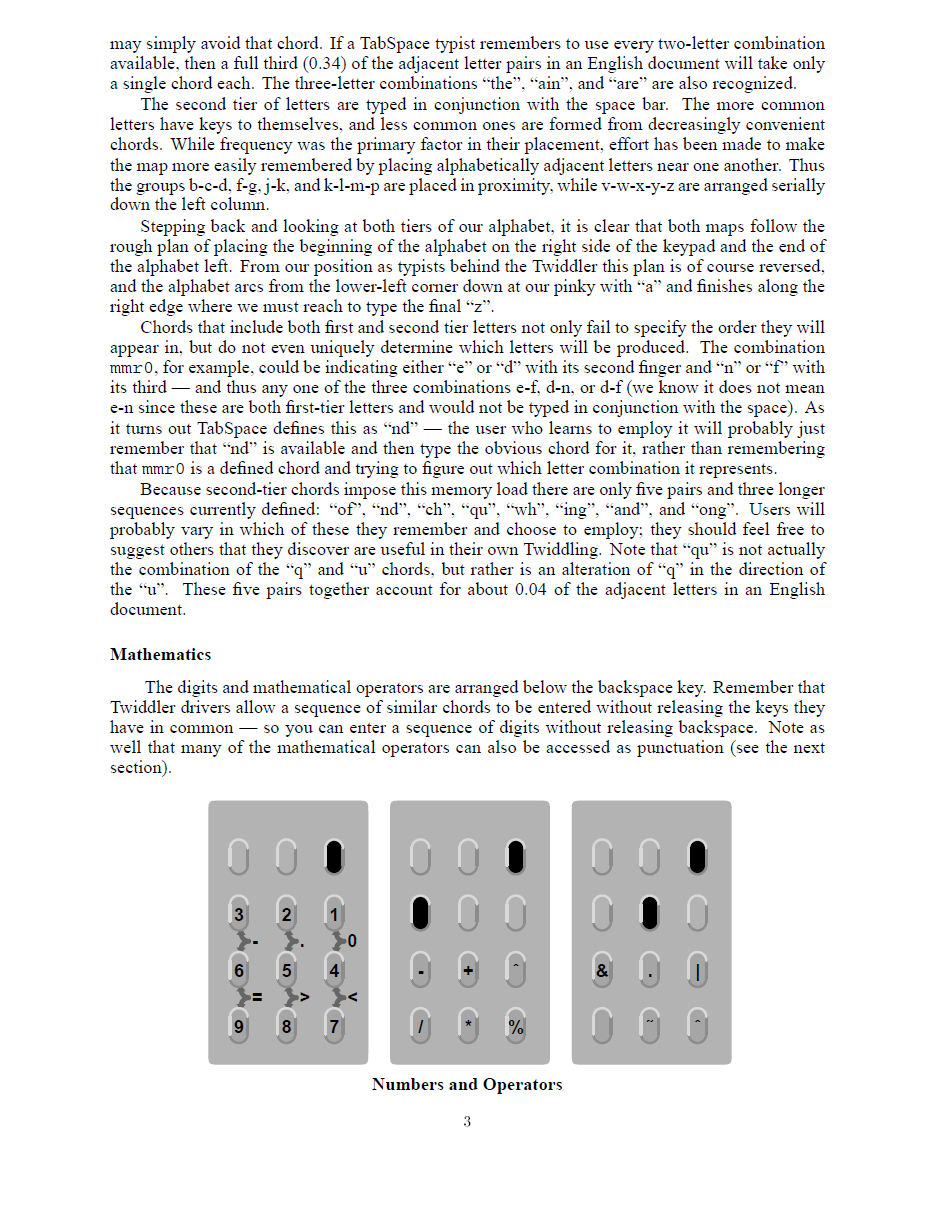 may simply avoid that chord. If a TabSpace typist remembers to use every two-letter combination
available, then a full third (0.34) of the adjacent letter pairs in an English document will take only
a single chord each. The three-letter combinations “the”, “ain”, and “are” are also recognized.
The second tier of letters are typed in conjunction with the space bar. The more common
letters have keys to themselves, and less common ones are formed from decreasingly convenient
chords. While frequency was the primary factor in their placement, effort has been made to make
the map more easily remembered by placing alphabetically adjacent letters near one another. Thus
the groups b-c-d, f-g, j-k, and k-l-m-p are placed in proximity, while v-w-x-y-z are arranged serially
down the left column.
Stepping back and looking at both tiers of our alphabet, it is clear that both maps follow the
rough plan of placing the beginning of the alphabet on the right side of the keypad and the end of
the alphabet left. From our position as typists behind the Twiddler this plan is of course reversed,
and the alphabet arcs from the lower-left corner down at our pinky with “a” and finishes along the
right edge where we must reach to type the final “z”.
Chords that include both first and second tier letters not only fail to specify the order they will
appear in, but do not even uniquely determine which letters will be produced. The combination
mmr0, for example, could be indicating either “e” or “d” with its second finger and “n” or “f” with
its third — and thus any one of the three combinations e-f, d-n, or d-f (we know it does not mean
e-n since these are both first-tier letters and would not be typed in conjunction with the space). As
it turns out TabSpace defines this as “nd” — the user who learns to employ it will probably just
remember that “nd” is available and then type the obvious chord for it, rather than remembering
that mmr0 is a defined chord and trying to figure out which letter combination it represents.
Because second-tier chords impose this memory load there are only five pairs and three longer
sequences currently defined: “of”, “nd”, “ch”, “qu”, “wh”, “ing”, “and”, and “ong”. Users will
probably vary in which of these they remember and choose to employ; they should feel free to
suggest others that they discover are useful in their own Twiddling. Note that “qu” is not actually
the combination of the “q” and “u” chords, but rather is an alteration of “q” in the direction of
the “u”. These five pairs together account for about 0.04 of the adjacent letters in an English
document.
Mathematics
The digits and mathematical operators are arranged below the backspace key. Remember that
Twiddler drivers allow a sequence of similar chords to be entered without releasing the keys they
have in common — so you can enter a sequence of digits without releasing backspace. Note as
well that many of the mathematical operators can also be accessed as punctuation (see the next
section).
3 2 1
- . 0
6 5 4
= > <
9 8 7
- + ^
/ * %
& . |
~ ^
Numbers and Operators
3